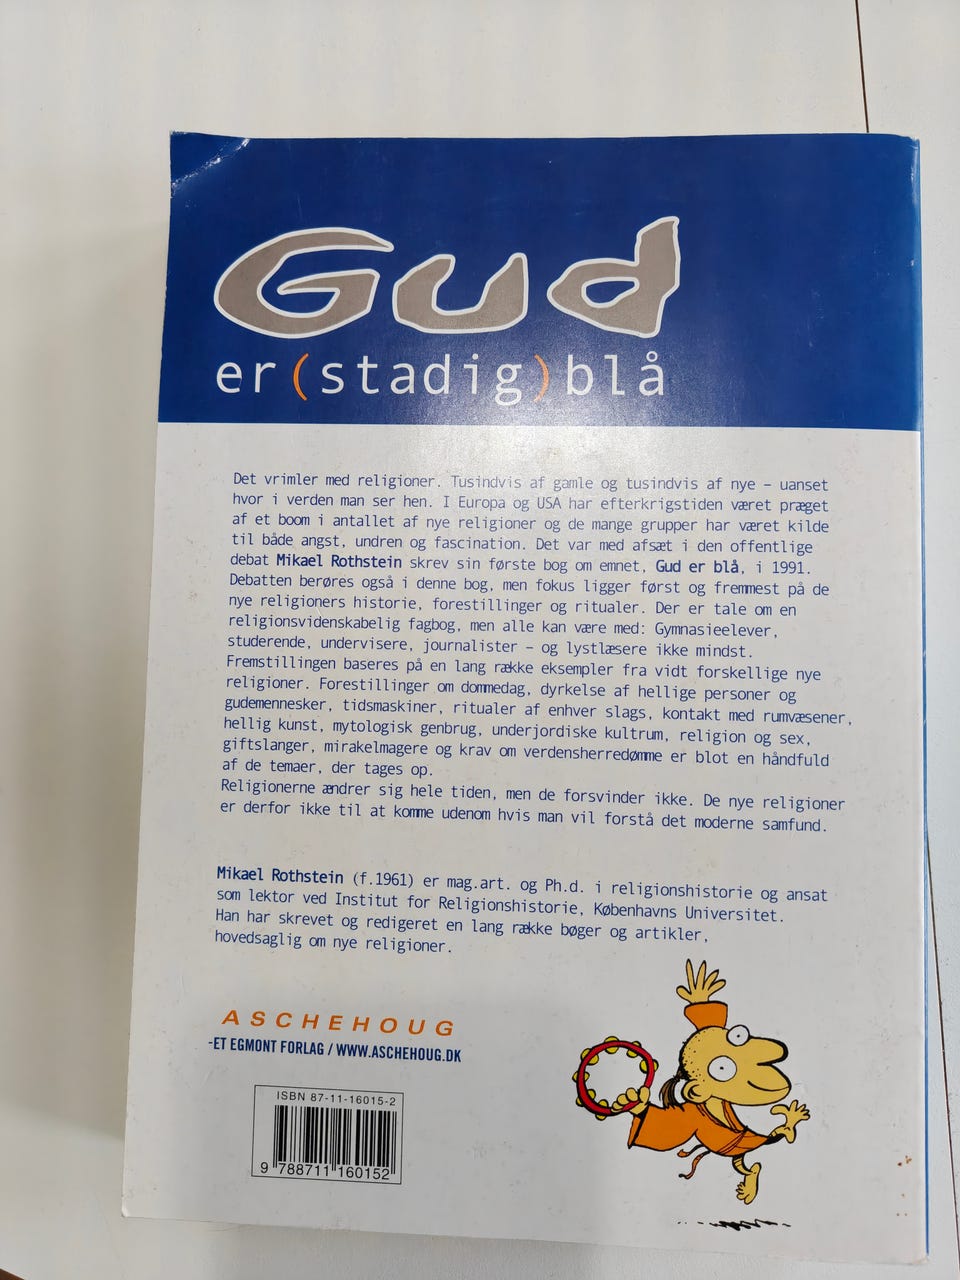 Gud
er(stadig)blå
Det vrimler med religioner. Tusindvis af gamle og tusindvis af nye – uanset
hvor i verden man ser hen. I Europa og USA har efterkrigstiden været præget
af et boom i antallet af nye religioner og de mange grupper har været kilde
til både angst, undren og fascination. Det var med afsæt i den offentlige
debat Mikael Rothstein skrev sin første bog om emnet, Gud er blå, i 1991.
Debatten berøres også i denne bog, men fokus ligger først og fremmest på de
nye religioners historie, forestillinger og ritualer. Der er tale om en
religionsvidenskabelig fagbog, men alle kan være med: Gymnasieelever,
studerende, undervisere, journalister – og lystlæsere ikke mindst.
Fremstillingen baseres på en lang række eksempler fra vidt forskellige nye
religioner. Forestillinger om dommedag, dyrkelse af hellige personer og
gudemennesker, tidsmaskiner, ritualer af enhver slags, kontakt med rumvæsener,
hellig kunst, mytologisk genbrug, underjordiske kultrum, religion og sex,
giftslanger, mirakelmagere og krav om verdensherredømme er blot en håndfuld
af de temaer, der tages op.
Religionerne ændrer sig hele tiden, men de forsvinder ikke. De nye religioner
er derfor ikke til at komme udenom hvis man vil forstå det moderne samfund.
Mikael Rothstein (f.1961) er mag.art. og Ph.d. i religionshistorie og ansat
som lektor ved Institut for Religionshistorie, Københavns Universitet.
Han har skrevet og redigeret en lang række bøger og artikler,
hovedsaglig om nye religioner.
ASCHEHOUG
-ET EGMONT FORLAG / WWW.ASCHEHOUG.DK
ISBN 87-11-16015-2
9 788711 160152